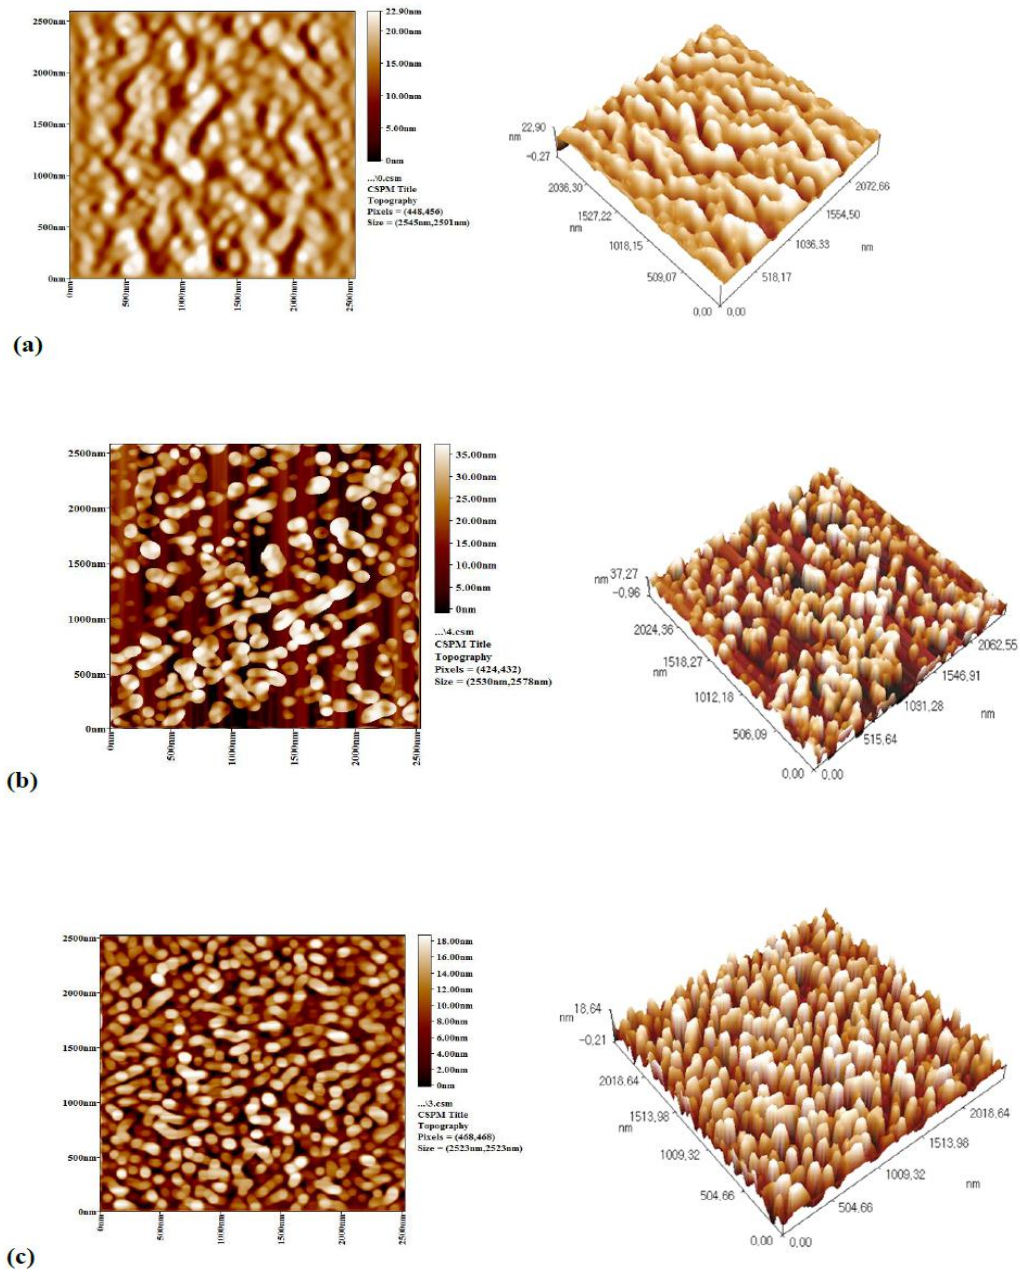 2500nm
2000nm
1500nm
1000nm
500nm
0nm
0nm
500nm
1000nm
1500nm
2000nm
2500nm
22.90nm
20.00nm
15.00nm
10.00nm
5.00nm
0nm
...\0.csm
CSPM Title
Topography
Pixels = (448,456)
Size = (2545nm,2591nm)
nm
22,90
-0,27
2036,30
1527,22
nm
1018,15
509,07
0,00
0,00
518,17
1036,33
nm
1554,50
2072,66
(a)
2500nm
2000nm
1500nm
1000nm
500nm
0nm
0nm
500nm
1000nm
1500nm
2000nm
2500nm
35.00nm
30.00nm
25.00nm
20.00nm
15.00nm
10.00nm
5.00nm
0nm
...\4.csm
CSPM Title
Topography
Pixels = (424,432)
Size = (2530nm,2578nm)
nm
37,27
-0,96
2024,36
1518,27
nm
1012,18
506,09
0,00
0,00
515,64
1031,28
nm
1546,91
2062,55
(b)
2500nm
2000nm
1500nm
1000nm
500nm
0nm
0nm
500nm
1000nm
1500nm
2000nm
2500nm
18.00nm
16.00nm
14.00nm
12.00nm
10.00nm
8.00nm
6.00nm
4.00nm
2.00nm
0nm
...\3.csm
CSPM Title
Topography
Pixels = (468,468)
Size = (2523nm,2523nm)
nm
18,64
-0,21
2018,64
1513,98
nm
1009,32
504,66
0,00
0,00
504,66
1009,32
nm
1513,98
2018,64
(c)